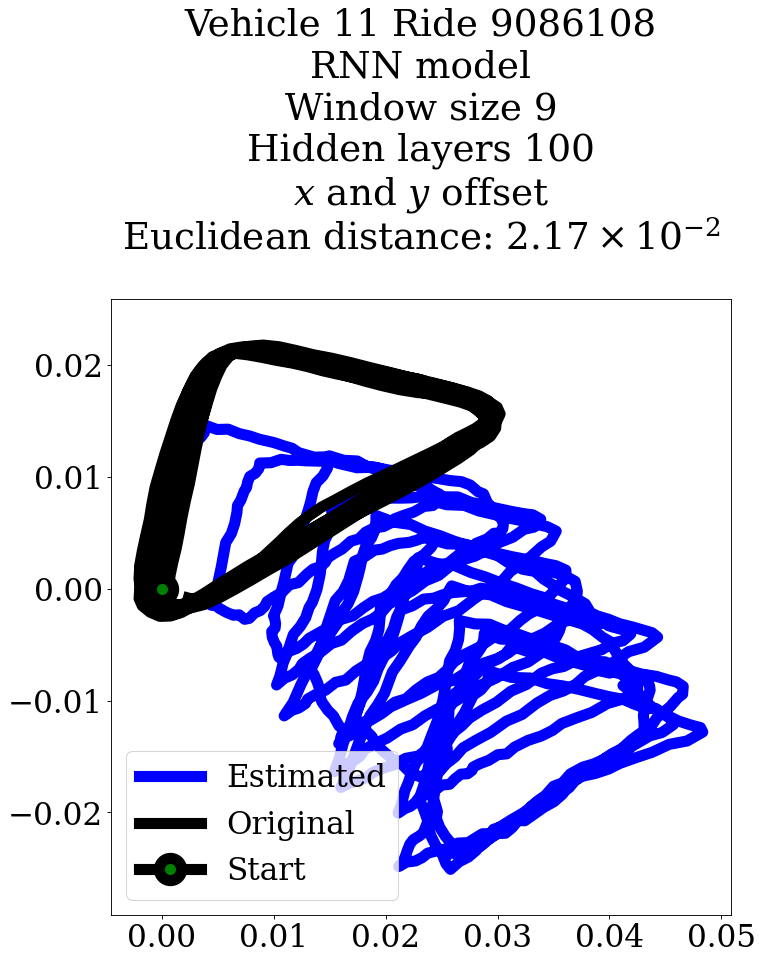 Vehicle 11 Ride 9086108
RNN model
Window size 9
Hidden layers 100
x and y offset
Euclidean distance: 2.17 × 10⁻²
0.02
0.01
0.00
−0.01
−0.02
Estimated
Original
Start
0.00 0.01 0.02 0.03 0.04 0.05